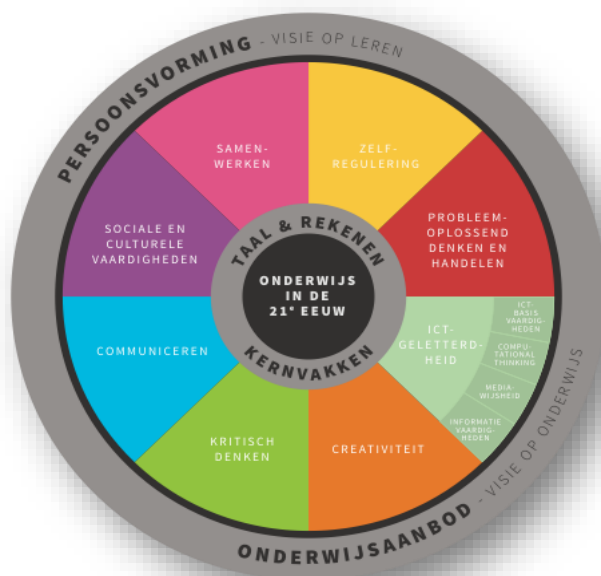 PERSOONSVORMING - VISIE OP LEREN
SAMEN-
WERKEN
ZELF-
REGULERING
SOCIALE EN
CULTURELE
VAARDIGHEDEN
PROBLEEM-
OPLOSSEND
DENKEN EN
HANDELEN
TAAL & REKENEN
ONDERWIJS
IN DE
21e EEUW
KERNVAKKEN
COMMUNICEREN
ICT-
GELETTERD-
HEID
ICT-
BASIS
VAARDIG-
HEDEN
COMPU-
TATIONAL
THINKING
MEDIA-
WIJSHEID
INFORMATIE
VAARDIG-
HEDEN
KRITISCH
DENKEN
CREATIVITEIT
ONDERWIJSAANBOD - VISIE OP ONDERWIJS